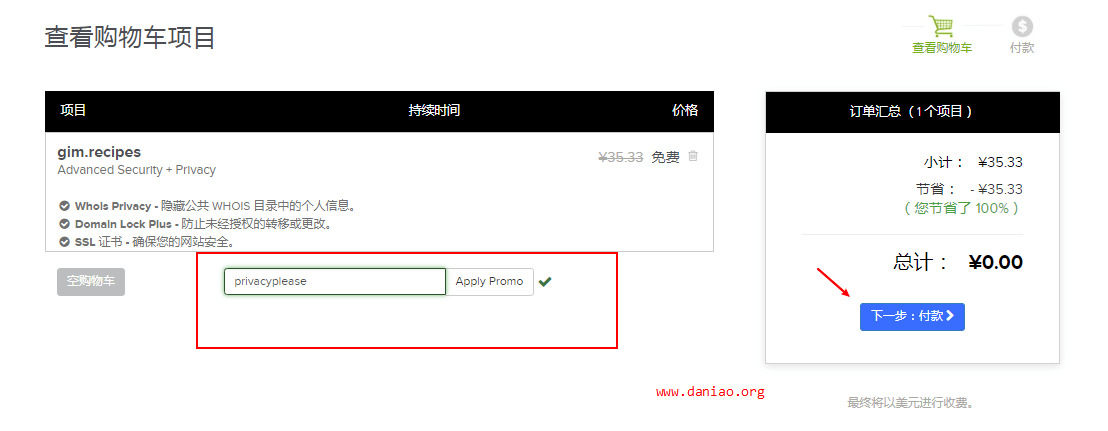 查看购物车项目
查看购物车 付款
项目 持续时间 价格
gim.recipes ¥35.33 免费
Advanced Security + Privacy
Whois Privacy - 隐藏公共 WHOIS 目录中的个人信息。
Domain Lock Plus - 防止未经授权的转移或更改。
SSL 证书 - 确保您的网站安全。
空购物车 privacyplease Apply Promo
订单汇总（1个项目）
小计： ¥35.33
节省： - ¥35.33
（您节省了 100%）
总计： ¥0.00
下一步：付款
www.daniao.org
最终将以美元进行收费。